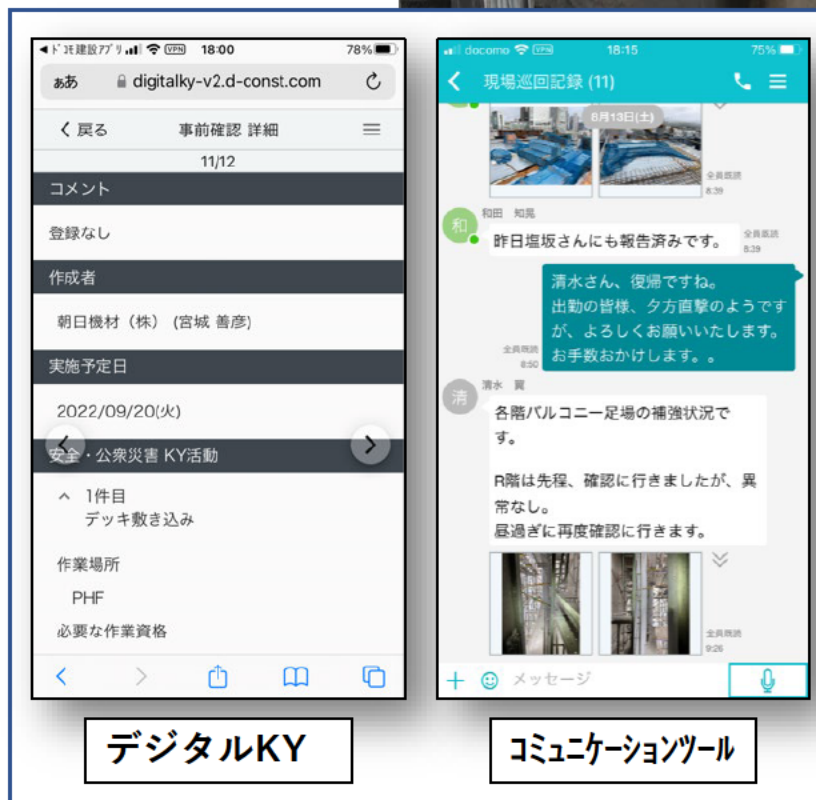 ◀ドコモ建設アプリ 18:00 78%
ああ digitalky-v2.d-const.com
戻る 事前確認 詳細
11/12
コメント
登録なし
作成者
朝日機材（株） (宮城 善彦)
実施予定日
2022/09/20(火)
安全・公衆災害 KY活動
1件目
デッキ敷き込み
作業場所
PHF
必要な作業資格
デジタルKY
docomo VPN 18:15 75%
現場巡回記録 (11)
8月13日(土)
全員既読
8:39
和田 知晃
和
昨日塩坂さんにも報告済みです。
全員既読
8:39
清水さん、復帰ですね。
出勤の皆様、夕方直撃のようです
が、よろしくお願いいたします。
お手数おかけします。。
全員既読
8:50
清水 翼
清
各階バルコニー足場の補強状況で
す。
R階は先程、確認に行きましたが、異
常なし。
昼過ぎに再度確認に行きます。
全員既読
9:26
メッセージ
コミュニケーションツール